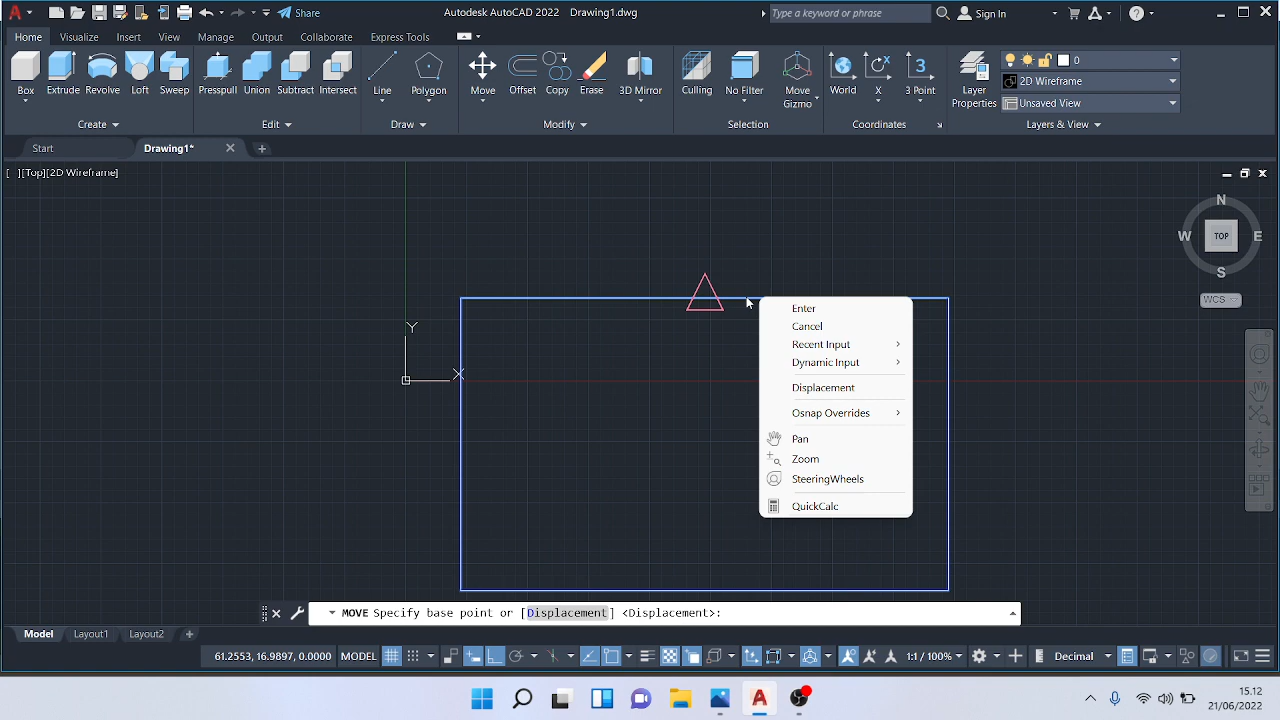 Share
Autodesk AutoCAD 2022 Drawing1.dwg
Type a keyword or phrase
Sign In
Home Visualize Insert View Manage Output Collaborate Express Tools
Box Extrude Revolve Loft Sweep Presspull Union Subtract Intersect Line Polygon Move Offset Copy Erase 3D Mirror Culling No Filter Move Gizmo World X 3 Point Layer Properties
0
2D Wireframe
Unsaved View
Create Edit Draw Modify Selection Coordinates Layers & View
Start Drawing1*
[ ][Top][2D Wireframe]
N
W TOP E
S
WCS
Y
X
Enter
Cancel
Recent Input
Dynamic Input
Displacement
Osnap Overrides
Pan
Zoom
SteeringWheels
QuickCalc
MOVE Specify base point or [Displacement] <Displacement>:
Model Layout1 Layout2
61.2553, 16.9897, 0.0000 MODEL 1:1 / 100% Decimal
15.12
21/06/2022